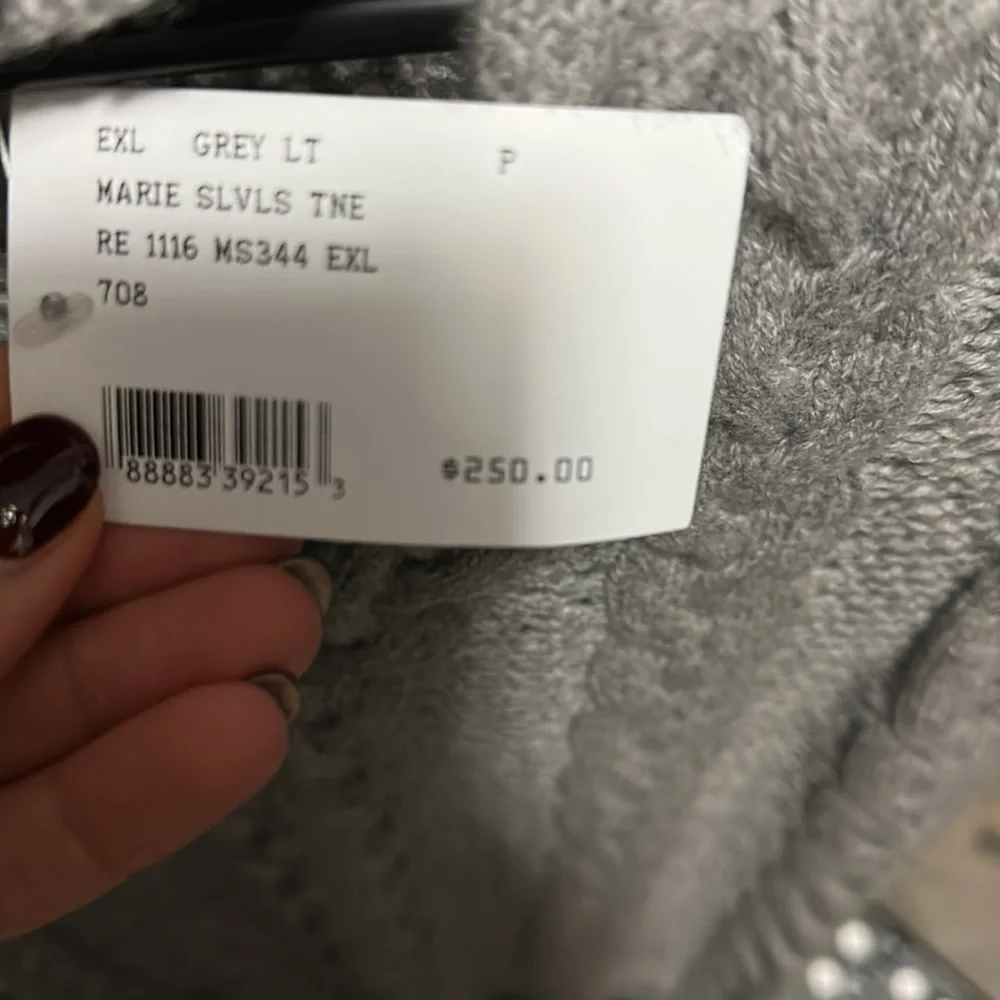 EXL GREY LT P
MARIE SLVLS TNE
RE 1116 MS344 EXL
708
88883 39215 3
$250.00